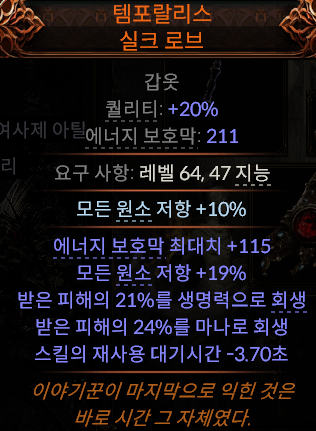 템포랄리스
실크 로브
갑옷
퀄리티: +20%
여사제 아틸
에너지 보호막: 211
리
요구 사항: 레벨 64, 47 지능
모든 원소 저항 +10%
에너지 보호막 최대치 +115
모든 원소 저항 +19%
받은 피해의 21%를 생명력으로 회생
받은 피해의 24%를 마나로 회생
스킬의 재사용 대기시간 -3.70초
이야기꾼이 마지막으로 익힌 것은
바로 시간 그 자체였다.